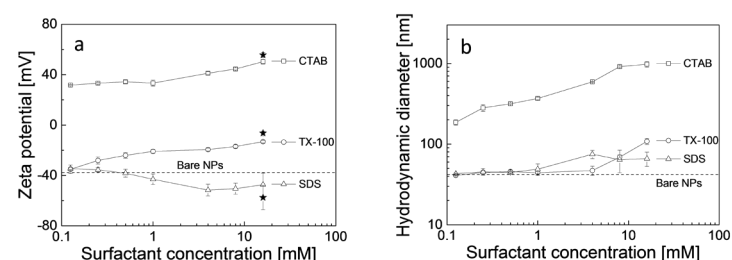 a
Zeta potential [mV]
80
40
0
-40
-80
CTAB
TX-100
Bare NPs
SDS
0.1 1 10 100
Surfactant concentration [mM]
b
Hydrodynamic diameter [nm]
1000
100
10
CTAB
TX-100
SDS
Bare NPs
0.1 1 10 100
Surfactant concentration [mM]